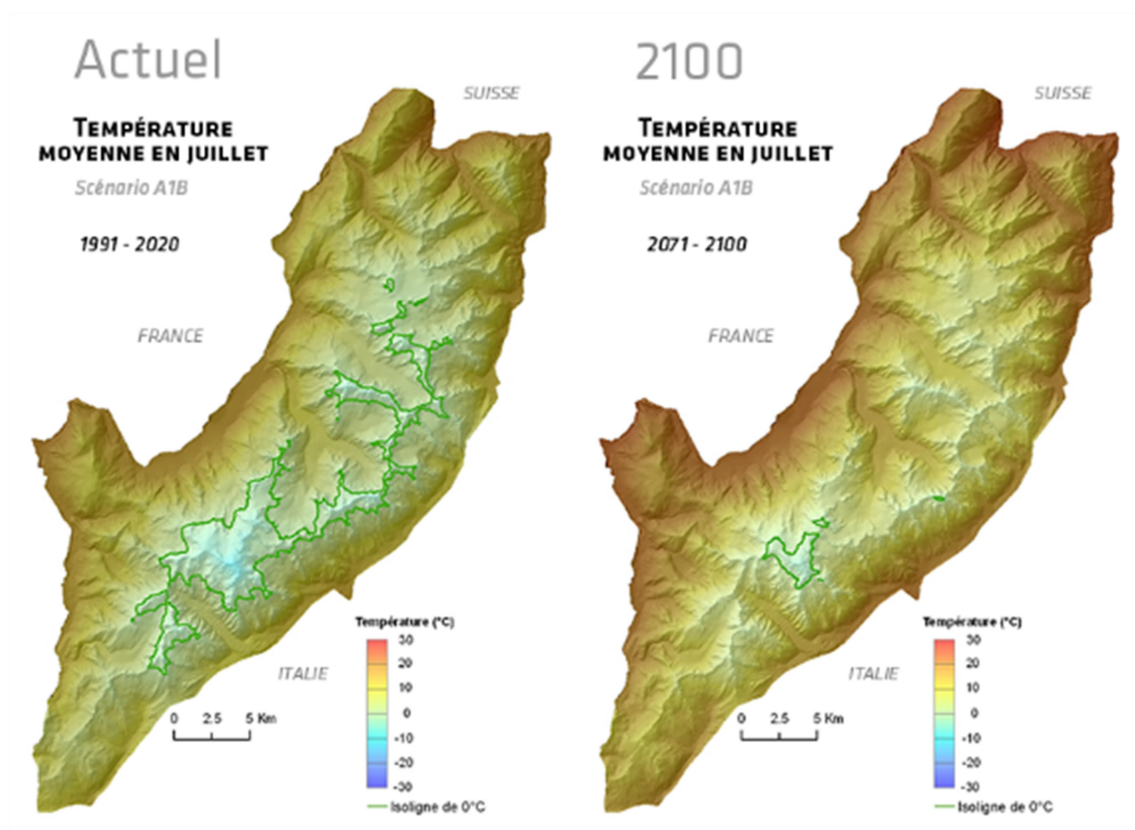 Actuel
TEMPÉRATURE
MOYENNE EN JUILLET
Scénario A1B
1991 - 2020
SUISSE
FRANCE
ITALIE
Température (°C)
30
20
10
0
-10
-20
-30
Isoligne de 0°C
0 2.5 5 Km
2100
TEMPÉRATURE
MOYENNE EN JUILLET
Scénario A1B
2071 - 2100
SUISSE
FRANCE
ITALIE
Température (°C)
30
20
10
0
-10
-20
-30
Isoligne de 0°C
0 2.5 5 Km